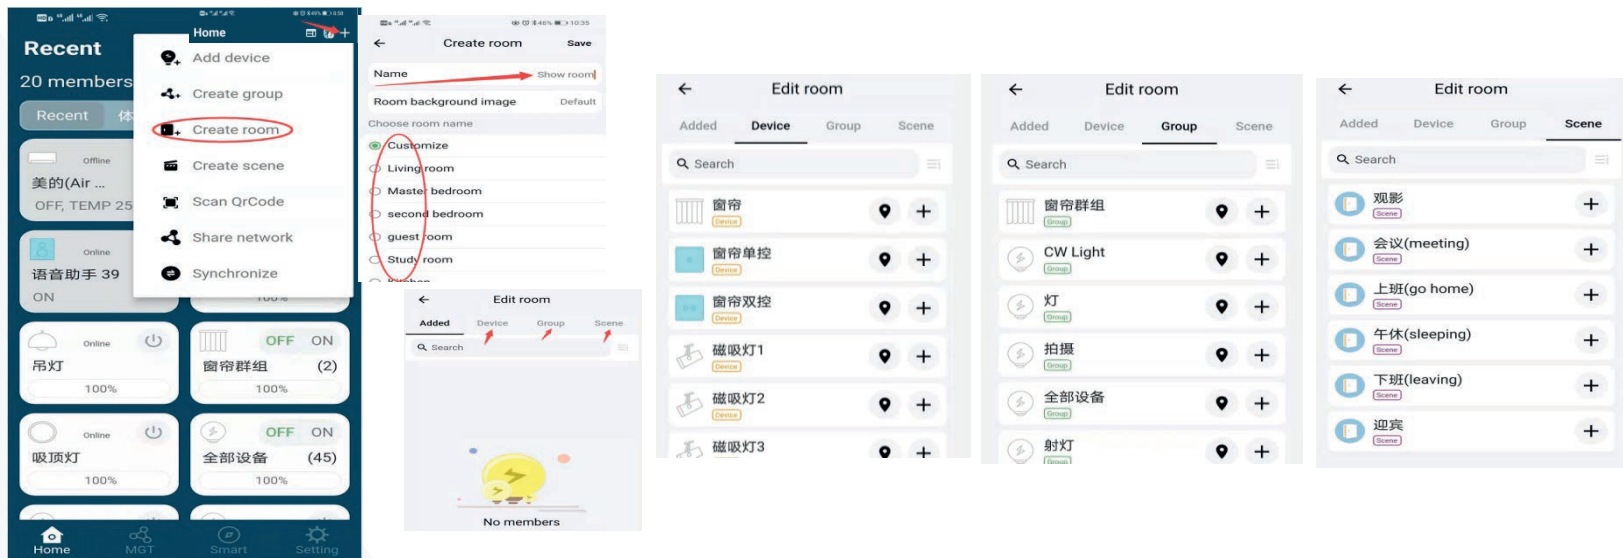 Recent
20 members
Recent
体
Offline
美的(Air ...
OFF, TEMP 25
Online
语音助手 39
ON
100%
Online
吊灯
100%
OFF ON
窗帘群组 (2)
Online
吸顶灯
100%
OFF ON
全部设备 (45)
100%
Home
MGT
Smart
Setting
Home
Add device
Create group
Create room
Create scene
Scan QrCode
Share network
Synchronize
46% 10:35
Create room
Save
Name
Show room
Room background image
Default
Choose room name
Customize
Living room
Master bedroom
second bedroom
guest room
Study room
Kitchen
Edit room
Added Device Group Scene
Search
No members
Edit room
Added Device Group Scene
Search
窗帘
Device
窗帘单控
Device
窗帘双控
Device
磁吸灯1
Device
磁吸灯2
Device
磁吸灯3
Edit room
Added Device Group Scene
Search
窗帘群组
Group
CW Light
Group
灯
Group
拍摄
Group
全部设备
Group
射灯
Group
Edit room
Added Device Group Scene
Search
观影
Scene
会议(meeting)
Scene
上班(go home)
Scene
午休(sleeping)
Scene
下班(leaving)
Scene
迎宾
Scene